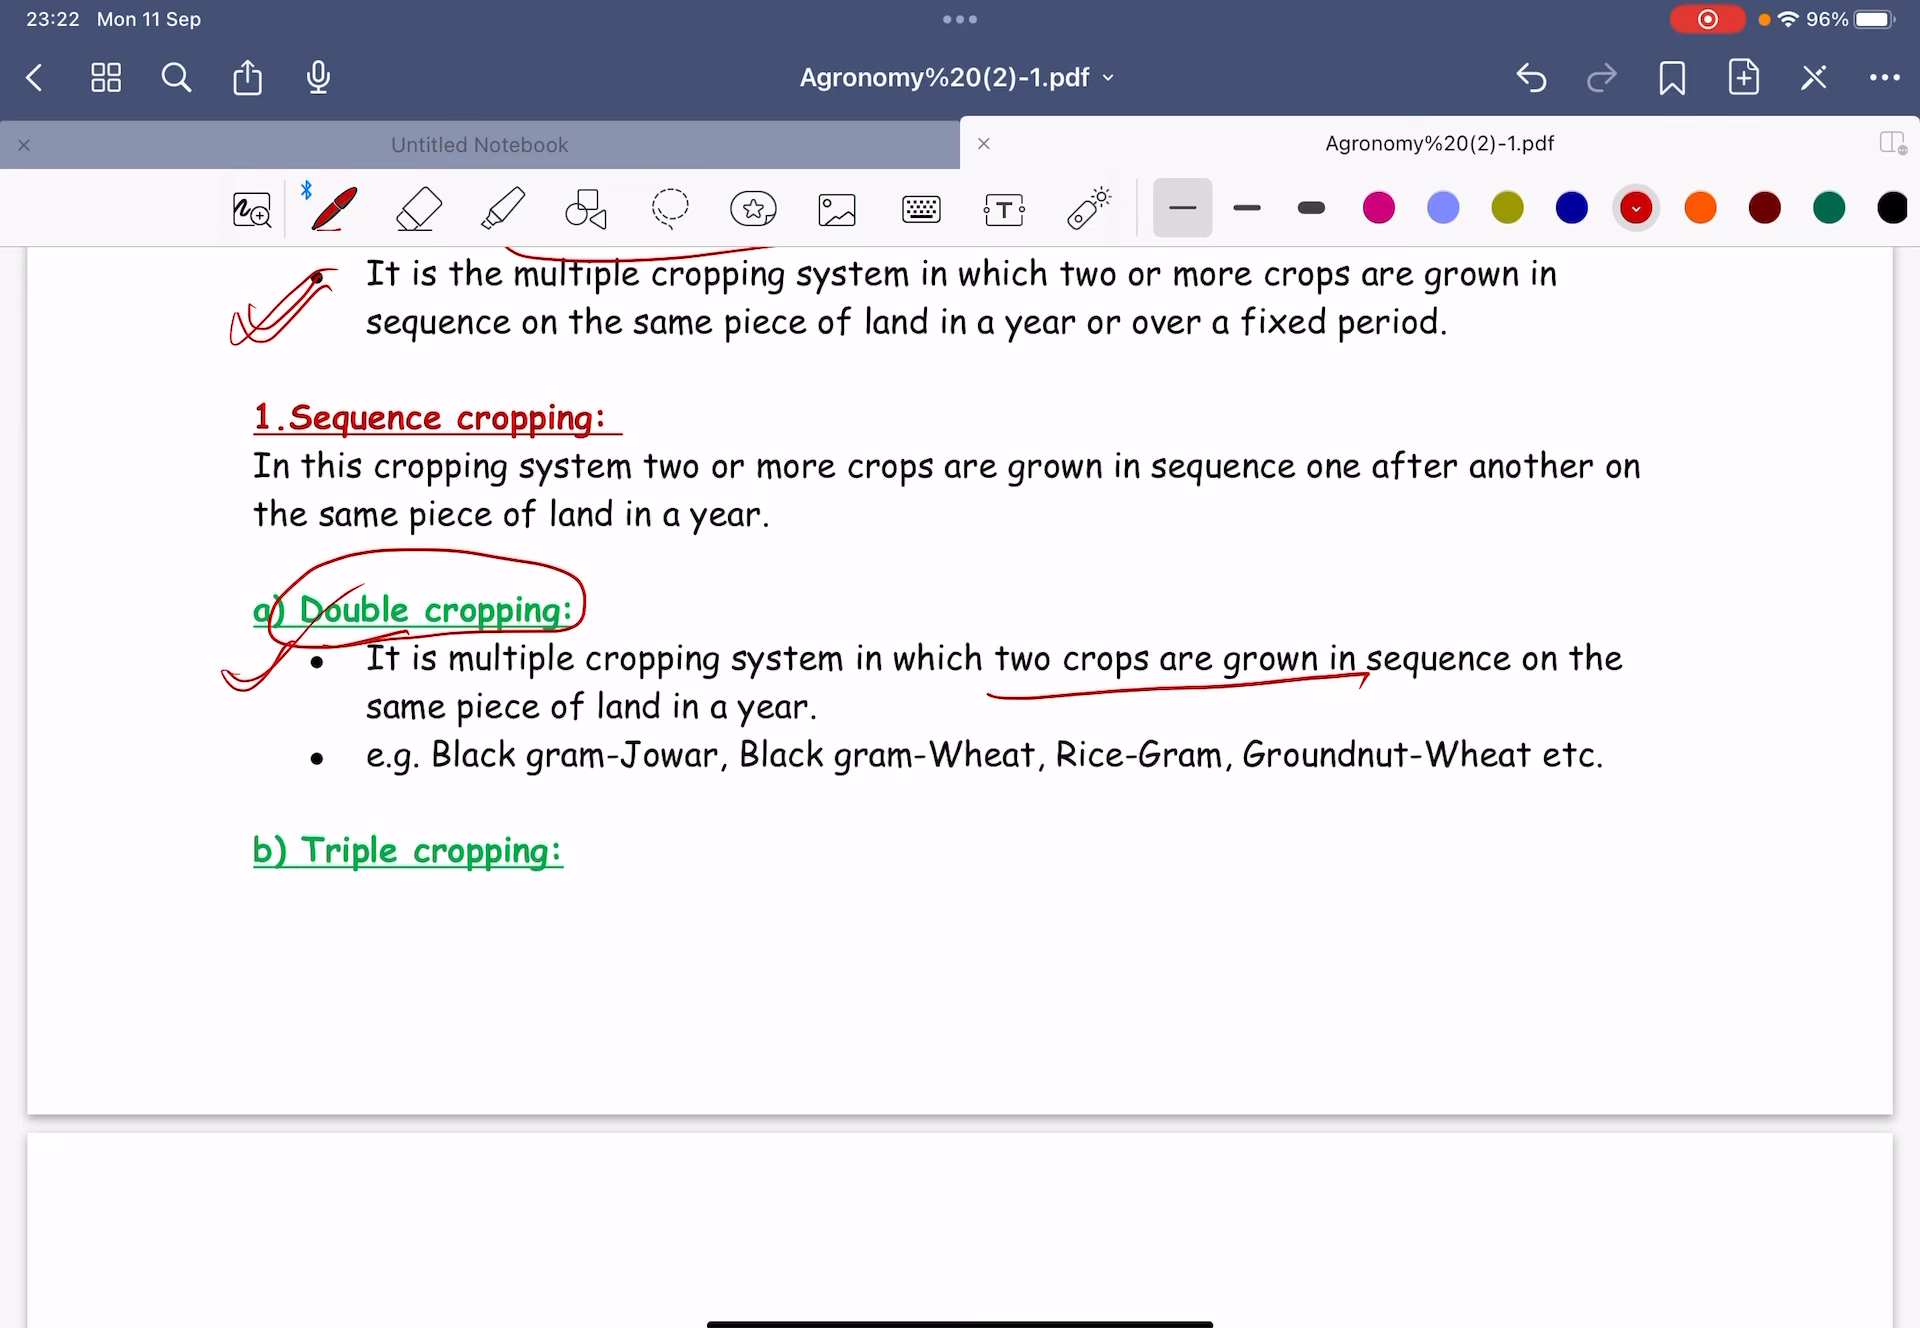 23:22 Mon 11 Sep
96%
Agronomy%20(2)-1.pdf
Untitled Notebook
Agronomy%20(2)-1.pdf
T
It is the multiple cropping system in which two or more crops are grown in
sequence on the same piece of land in a year or over a fixed period.
1.Sequence cropping:
In this cropping system two or more crops are grown in sequence one after another on
the same piece of land in a year.
a) Double cropping:
• It is multiple cropping system in which two crops are grown in sequence on the
same piece of land in a year.
• e.g. Black gram-Jowar, Black gram-Wheat, Rice-Gram, Groundnut-Wheat etc.
b) Triple cropping: